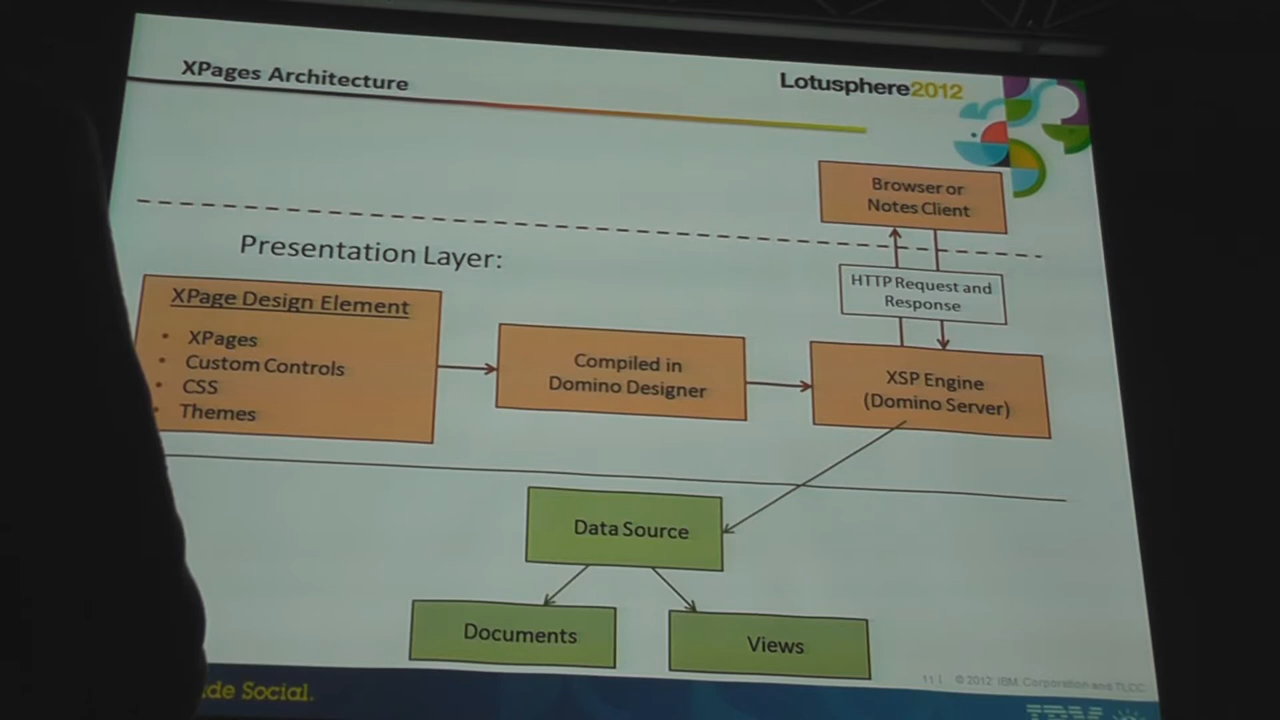 XPages Architecture
Lotusphere2012
Browser or
Notes Client
Presentation Layer:
HTTP Request and
Response
XPage Design Element
• XPages
• Custom Controls
• CSS
• Themes
Compiled in
Domino Designer
XSP Engine
(Domino Server)
Data Source
Documents
Views
Social.
11 | © 2012 IBM Corporation and TLCC
IBM